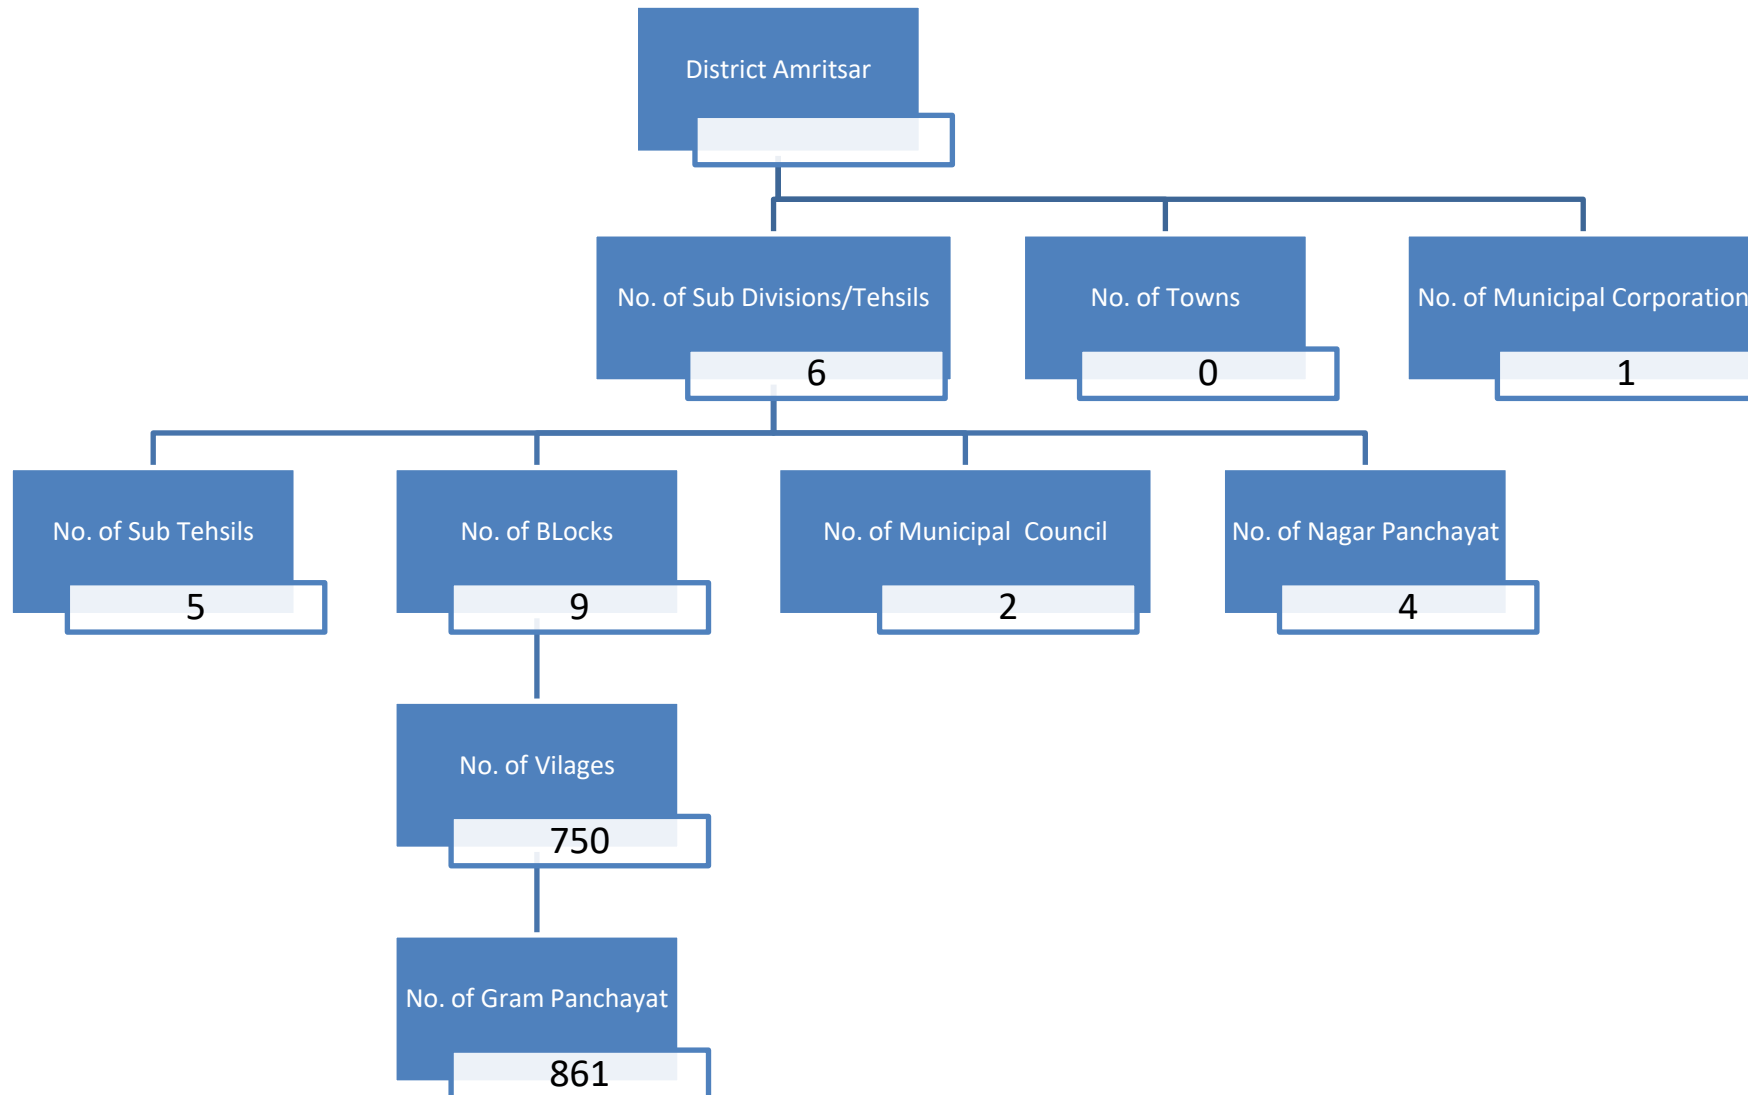 District Amritsar
No. of Sub Divisions/Tehsils
6
No. of Towns
0
No. of Municipal Corporation
1
No. of Sub Tehsils
5
No. of BLocks
9
No. of Municipal  Council
2
No. of Nagar Panchayat
4
No. of Vilages
750
No. of Gram Panchayat
861